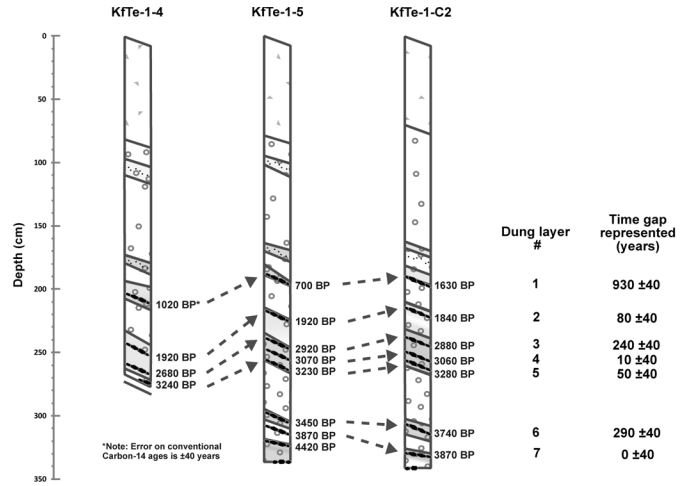 KfTe-1-4
KfTe-1-5
KfTe-1-C2
0
50
100
150
200
250
300
350
Depth (cm)
1020 BP
1920 BP
2680 BP
3240 BP
700 BP
1920 BP
2920 BP
3070 BP
3230 BP
3450 BP
3870 BP
4420 BP
1630 BP
1840 BP
2880 BP
3060 BP
3280 BP
3740 BP
3870 BP
Dung layer
#
Time gap
represented
(years)
1 930 ±40
2 80 ±40
3 240 ±40
4 10 ±40
5 50 ±40
6 290 ±40
7 0 ±40
*Note: Error on conventional
Carbon-14 ages is ±40 years